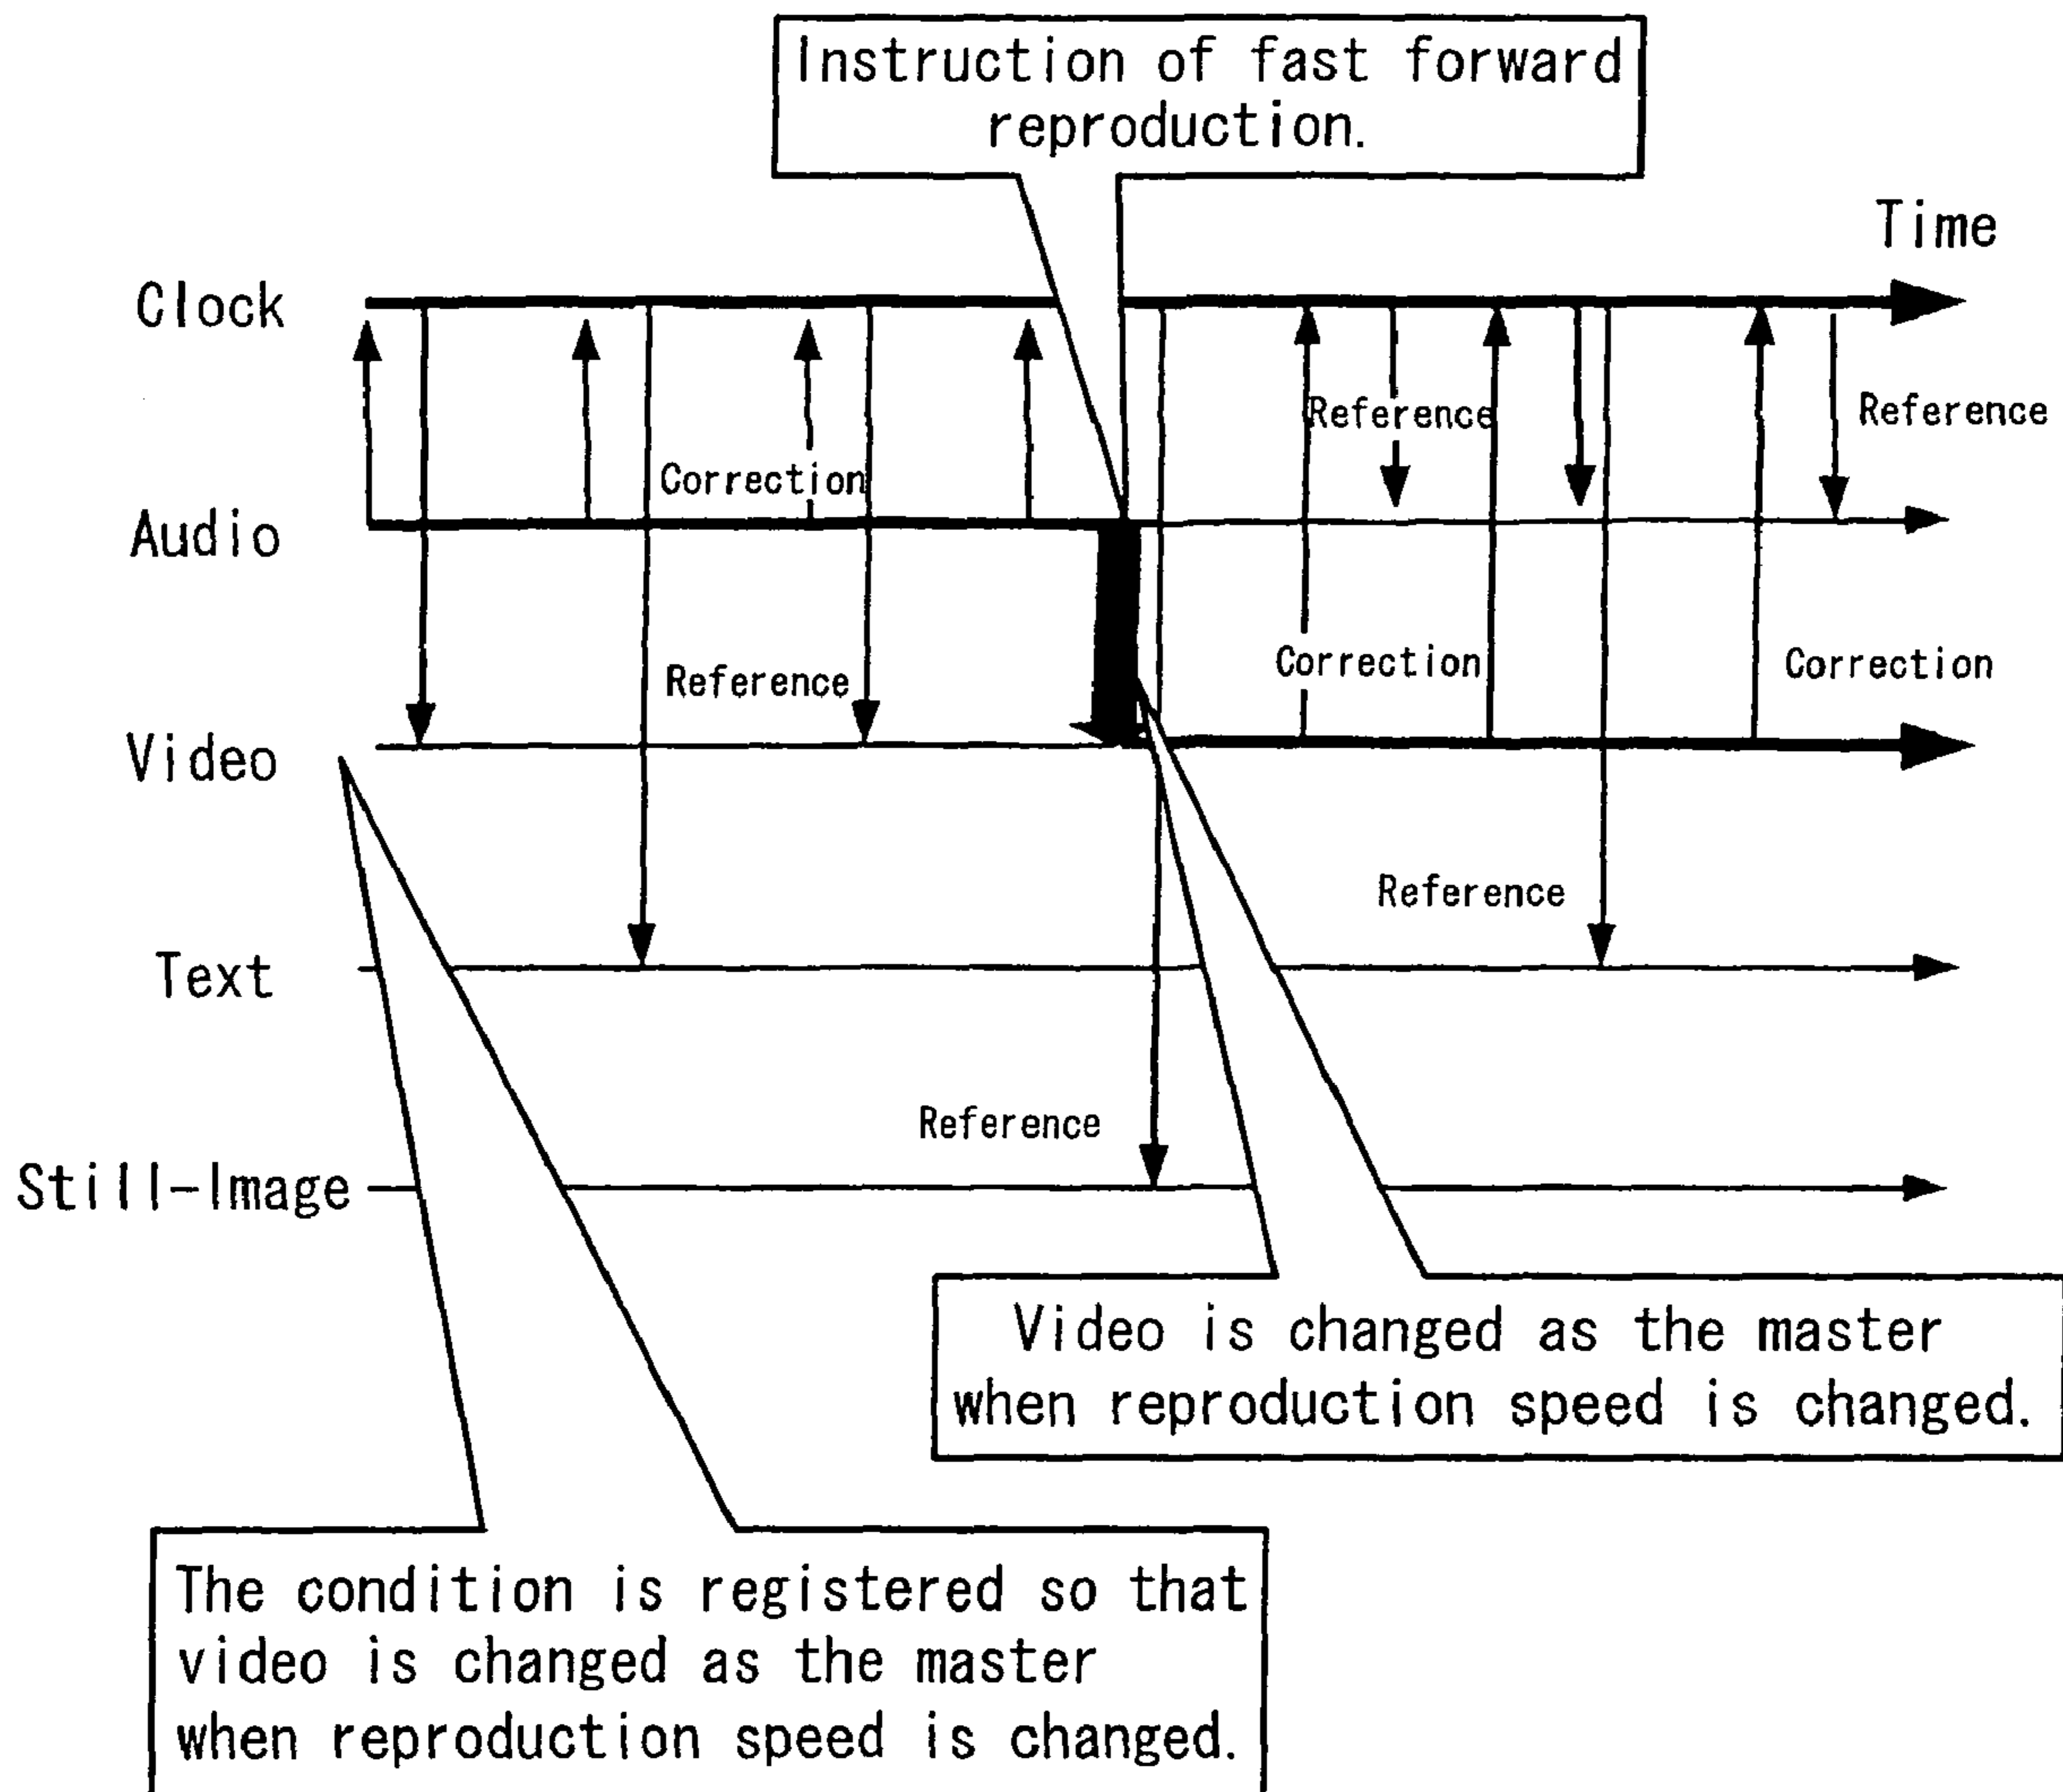 Instruction of fast forward
reproduction.
Time
Clock
Reference
Reference
Correction
Audio
Correction
Correction
Reference
Video
Reference
Text
Reference
Still-Image
Video is changed as the master
when reproduction speed is changed.
The condition is registered so that
video is changed as the master
when reproduction speed is changed.